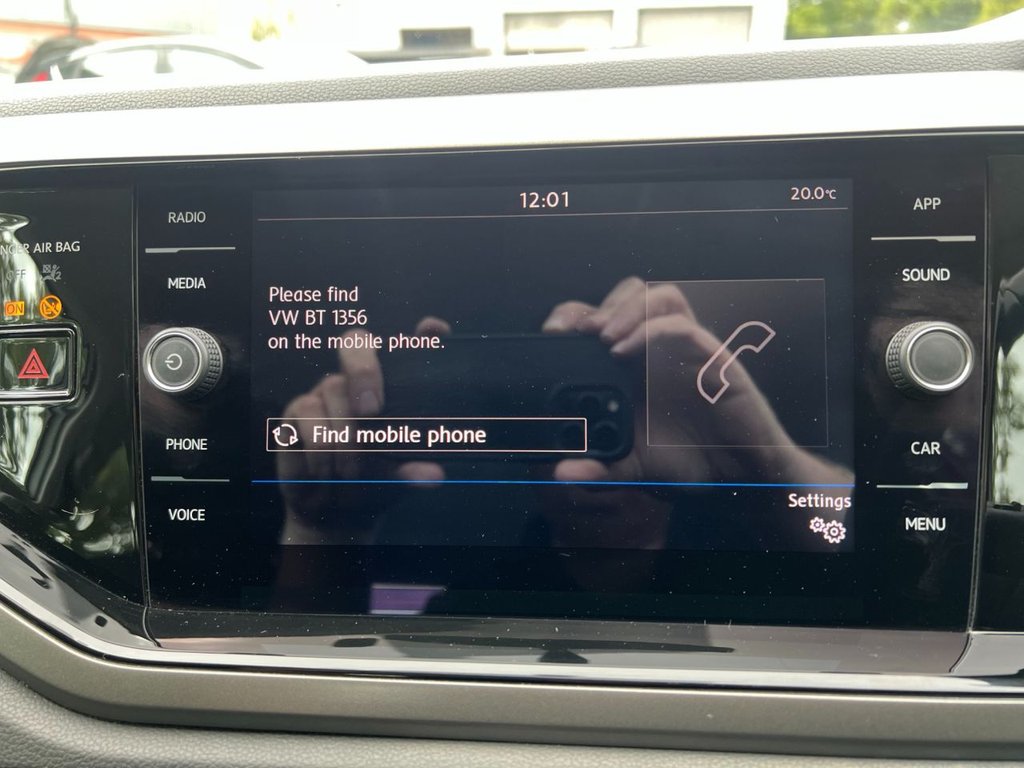 12:01
20.0°C
RADIO
MEDIA
PHONE
VOICE
AIR BAG
OFF
ON
Please find
VW BT 1356
on the mobile phone.
Find mobile phone
Settings
APP
SOUND
CAR
MENU